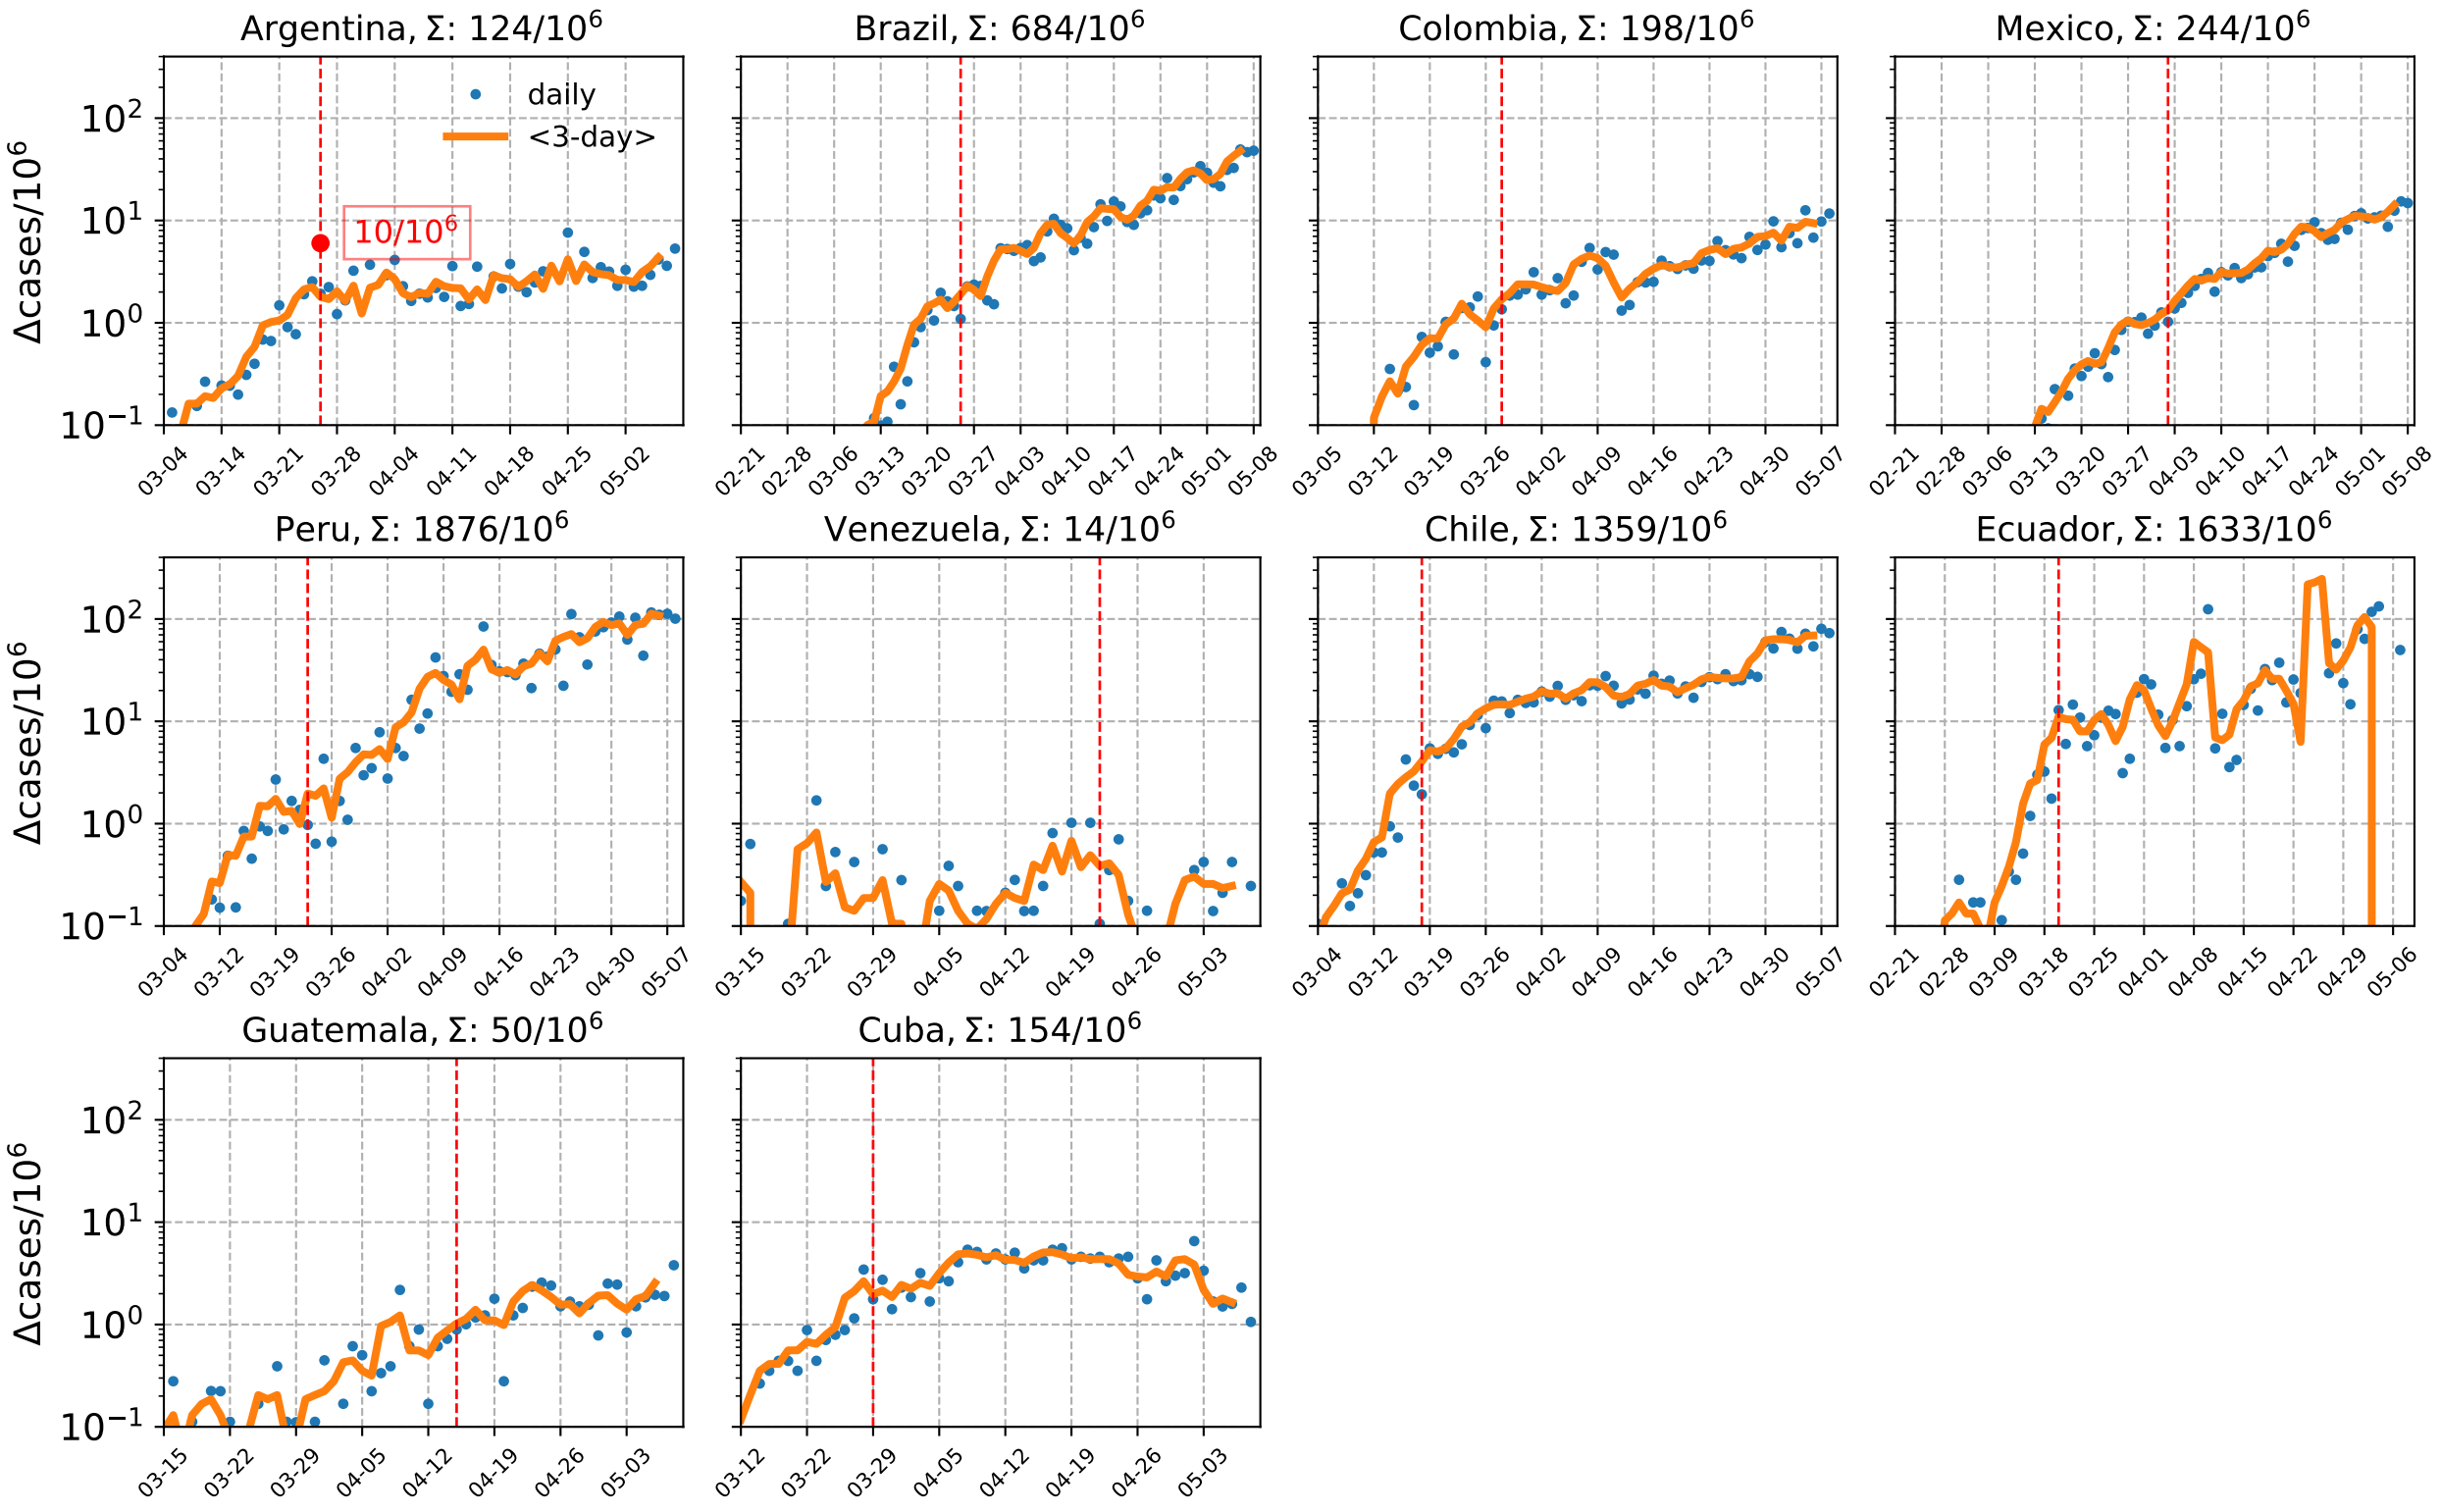 Argentina, Σ: 124/10⁶
Brazil, Σ: 684/10⁶
Colombia, Σ: 198/10⁶
Mexico, Σ: 244/10⁶
Δcases/10⁶
10²
10¹
10⁰
10⁻¹
daily
<3-day>
10/10⁶
03-04 03-14 03-21 03-28 04-04 04-11 04-18 04-25 05-02
02-21 02-28 03-06 03-13 03-20 03-27 04-03 04-10 04-17 04-24 05-01 05-08
03-05 03-12 03-19 03-26 04-02 04-09 04-16 04-23 04-30 05-07
02-21 02-28 03-06 03-13 03-20 03-27 04-03 04-10 04-17 04-24 05-01 05-08
Peru, Σ: 1876/10⁶
Venezuela, Σ: 14/10⁶
Chile, Σ: 1359/10⁶
Ecuador, Σ: 1633/10⁶
Δcases/10⁶
10²
10¹
10⁰
10⁻¹
03-04 03-12 03-19 03-26 04-02 04-09 04-16 04-23 04-30 05-07
03-15 03-22 03-29 04-05 04-12 04-19 04-26 05-03
03-04 03-12 03-19 03-26 04-02 04-09 04-16 04-23 04-30 05-07
02-21 02-28 03-09 03-18 03-25 04-01 04-08 04-15 04-22 04-29 05-06
Guatemala, Σ: 50/10⁶
Cuba, Σ: 154/10⁶
Δcases/10⁶
10²
10¹
10⁰
10⁻¹
03-15 03-22 03-29 04-05 04-12 04-19 04-26 05-03
03-12 03-22 03-29 04-05 04-12 04-19 04-26 05-03